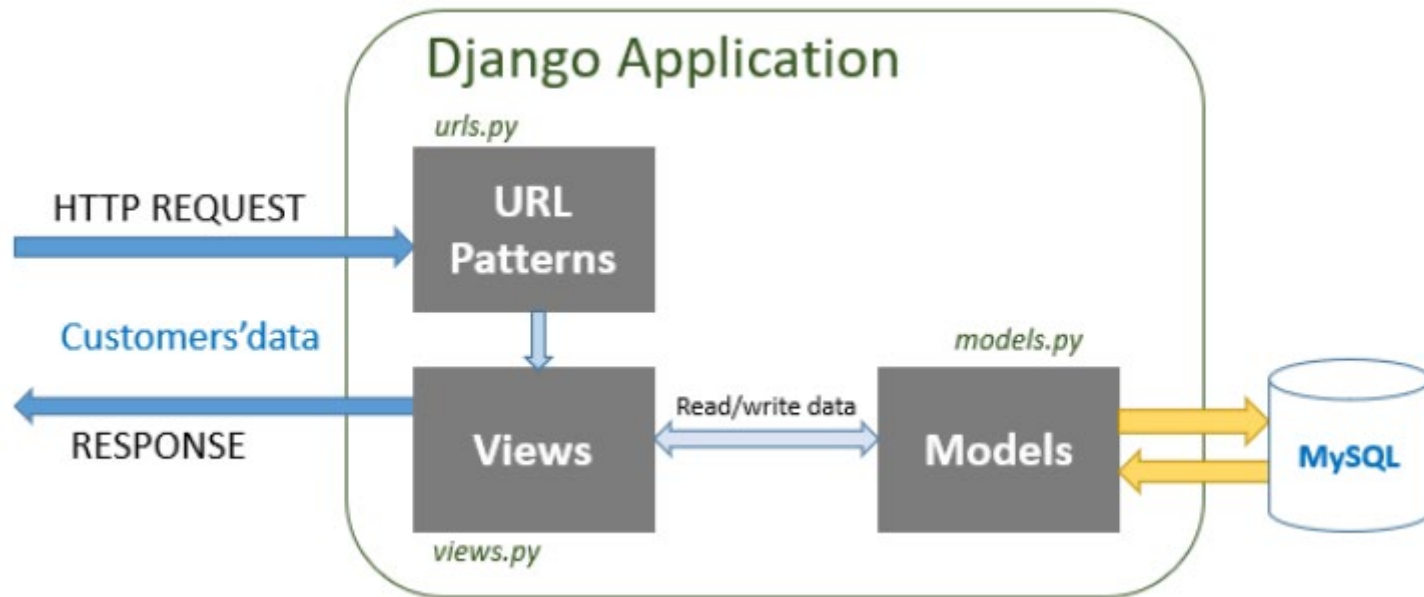 Django Application
urls.py
HTTP REQUEST
URL
Patterns
Customers'data
RESPONSE
Views
views.py
Read/write data
models.py
Models
MySQL